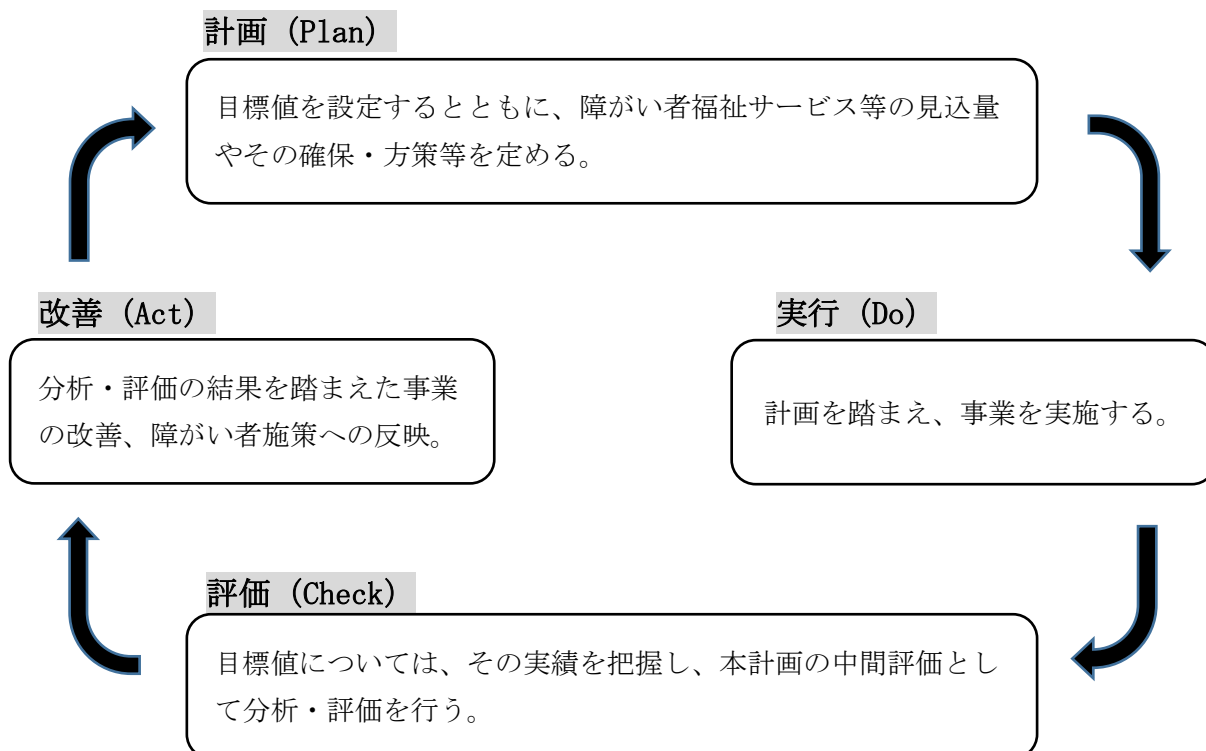 計画 (Plan)
目標値を設定するとともに、障がい者福祉サービス等の見込量
やその確保・方策等を定める。
改善 (Act)
分析・評価の結果を踏まえた事業
の改善、障がい者施策への反映。
実行 (Do)
計画を踏まえ、事業を実施する。
評価 (Check)
目標値については、その実績を把握し、本計画の中間評価とし
て分析・評価を行う。